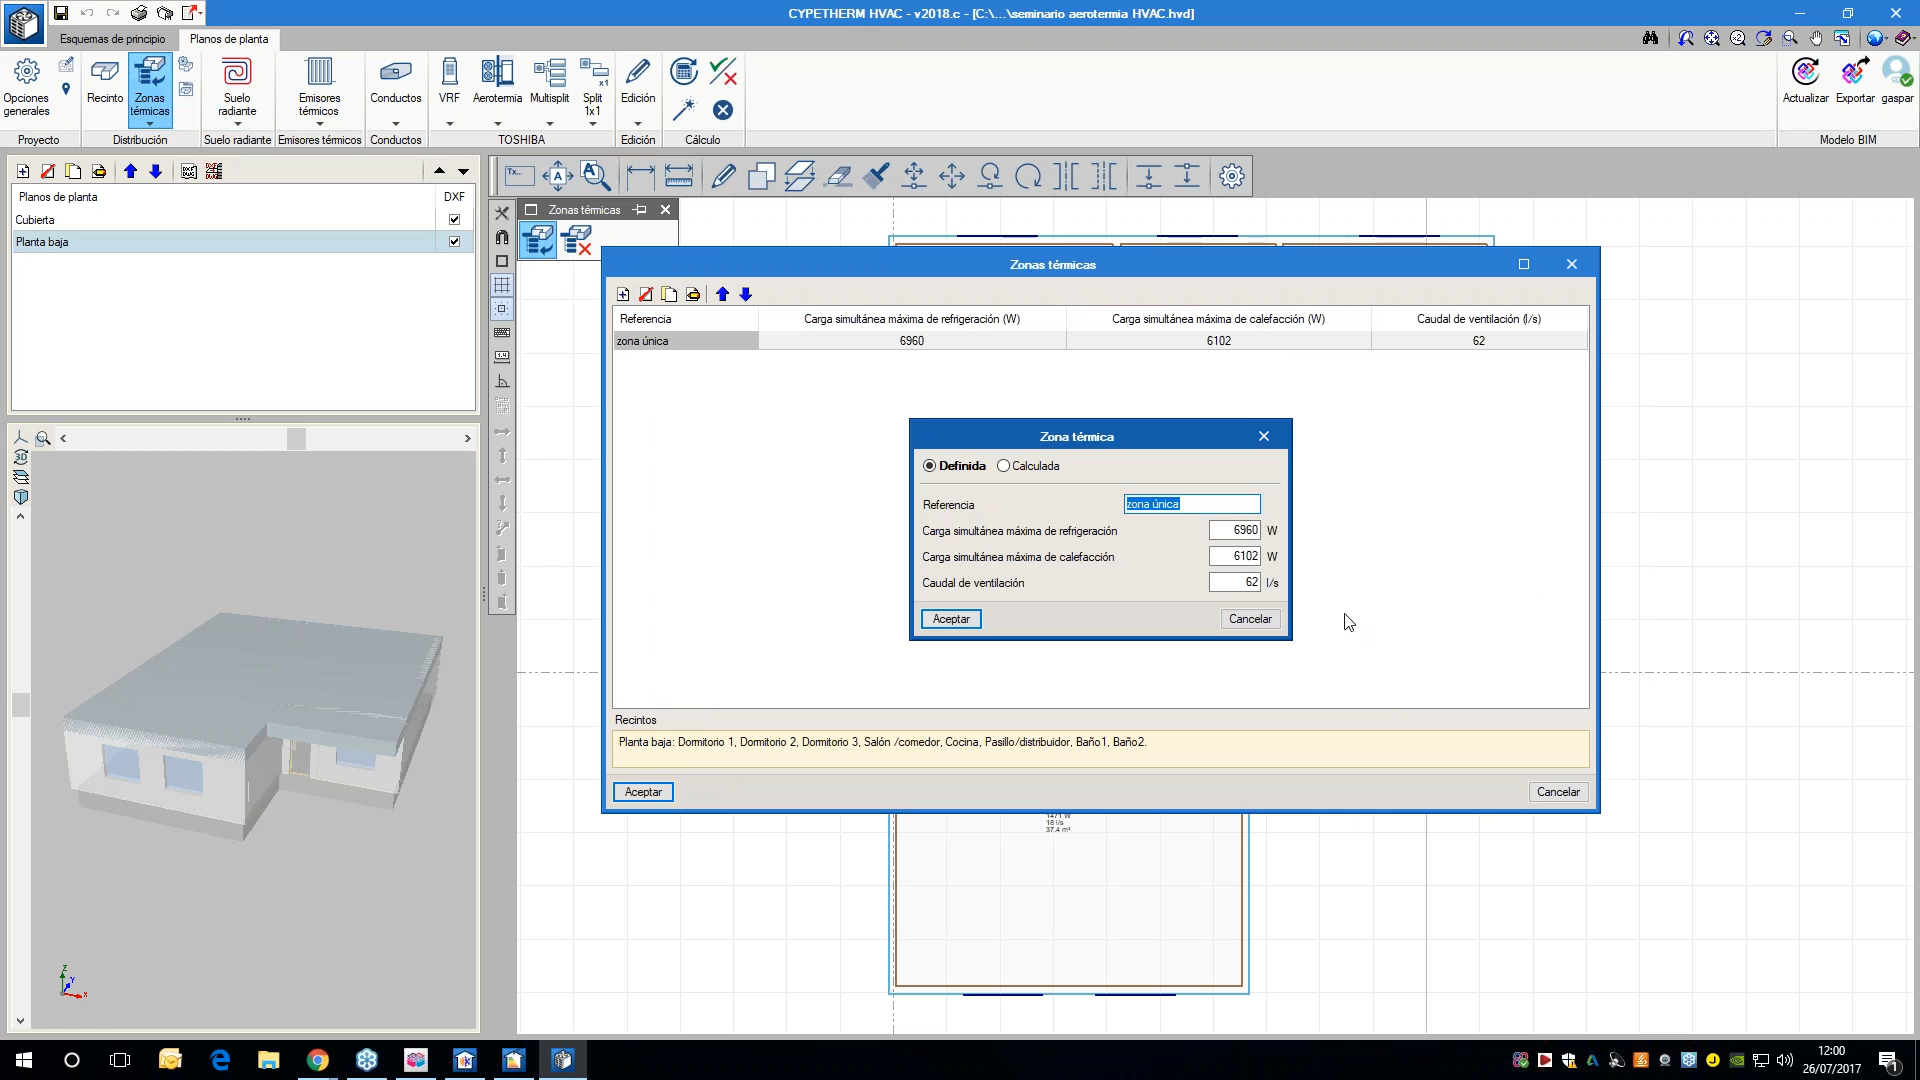 CYPETHERM HVAC - v2018.c - [C:\...\seminario aerotermia HVAC.hvd]
Esquemas de principio
Planos de planta
Opciones generales
Recinto
Zonas térmicas
Suelo radiante
Emisores térmicos
Conductos
VRF
Aerotermia
Multisplit
Split 1x1
Edición
Actualizar
Exportar
gaspar
Proyecto
Distribución
Suelo radiante
Emisores térmicos
Conductos
TOSHIBA
Edición
Cálculo
Modelo BIM
Planos de planta
DXF
Cubierta
Planta baja
Zonas térmicas
Zonas térmicas
Referencia
Carga simultánea máxima de refrigeración (W)
Carga simultánea máxima de calefacción (W)
Caudal de ventilación (l/s)
zona única
6960
6102
62
Zona térmica
Definida
Calculada
Referencia
zona única
Carga simultánea máxima de refrigeración
6960 W
Carga simultánea máxima de calefacción
6102 W
Caudal de ventilación
62 l/s
Aceptar
Cancelar
Recintos
Planta baja: Dormitorio 1, Dormitorio 2, Dormitorio 3, Salón /comedor, Cocina, Pasillo/distribuidor, Baño1, Baño2.
Aceptar
Cancelar
18 l/s
37.4 m²
12:00
26/07/2017